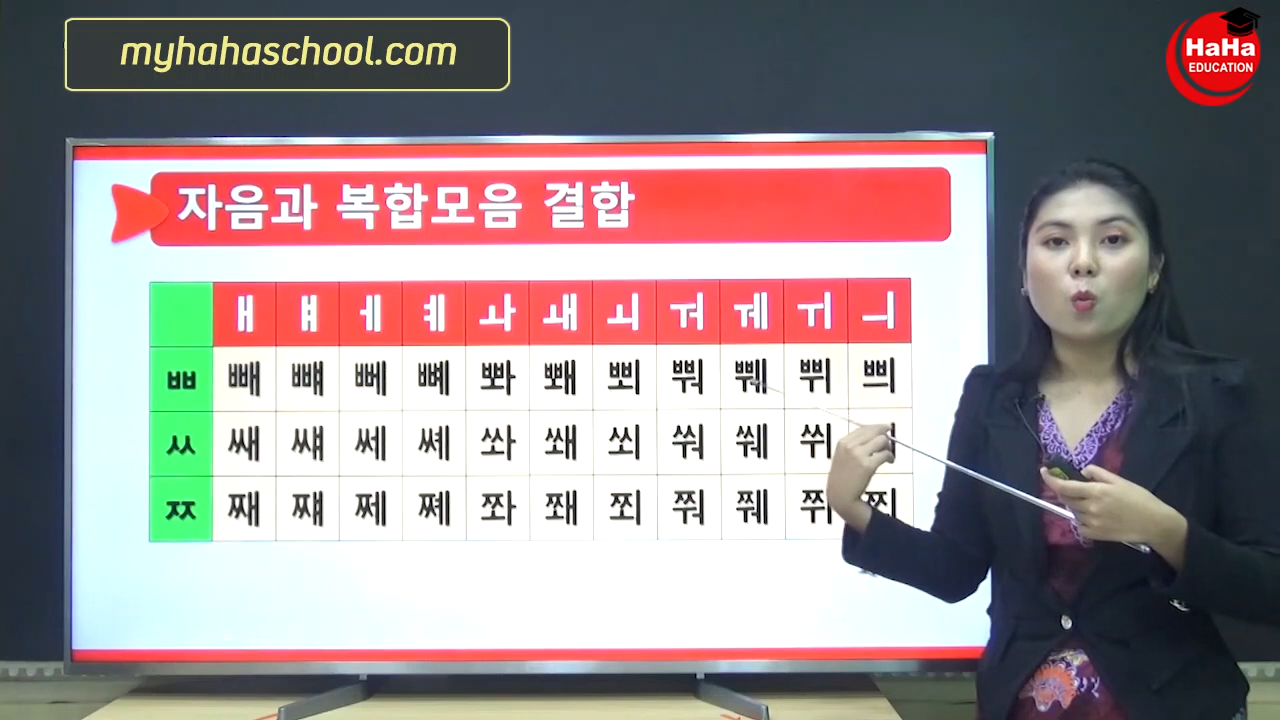 myhahaschool.com
HaHa
EDUCATION
자음과 복합모음 결합
ㅐ ㅒ ㅔ ㅖ ㅘ ㅙ ㅚ ㅝ ㅞ ㅟ ㅢ
ㅃ 빼 뺴 뻬 뼤 뽜 뽸 뾔 뿨 쀄 쀠 쁴
ㅆ 쌔 썌 쎄 쎼 쏴 쐐 쐬 쒀 쒜 쒸
ㅉ 째 쨰 쩨 쪠 쫘 쫴 쬐 쭤 쮀 쮜 쯰